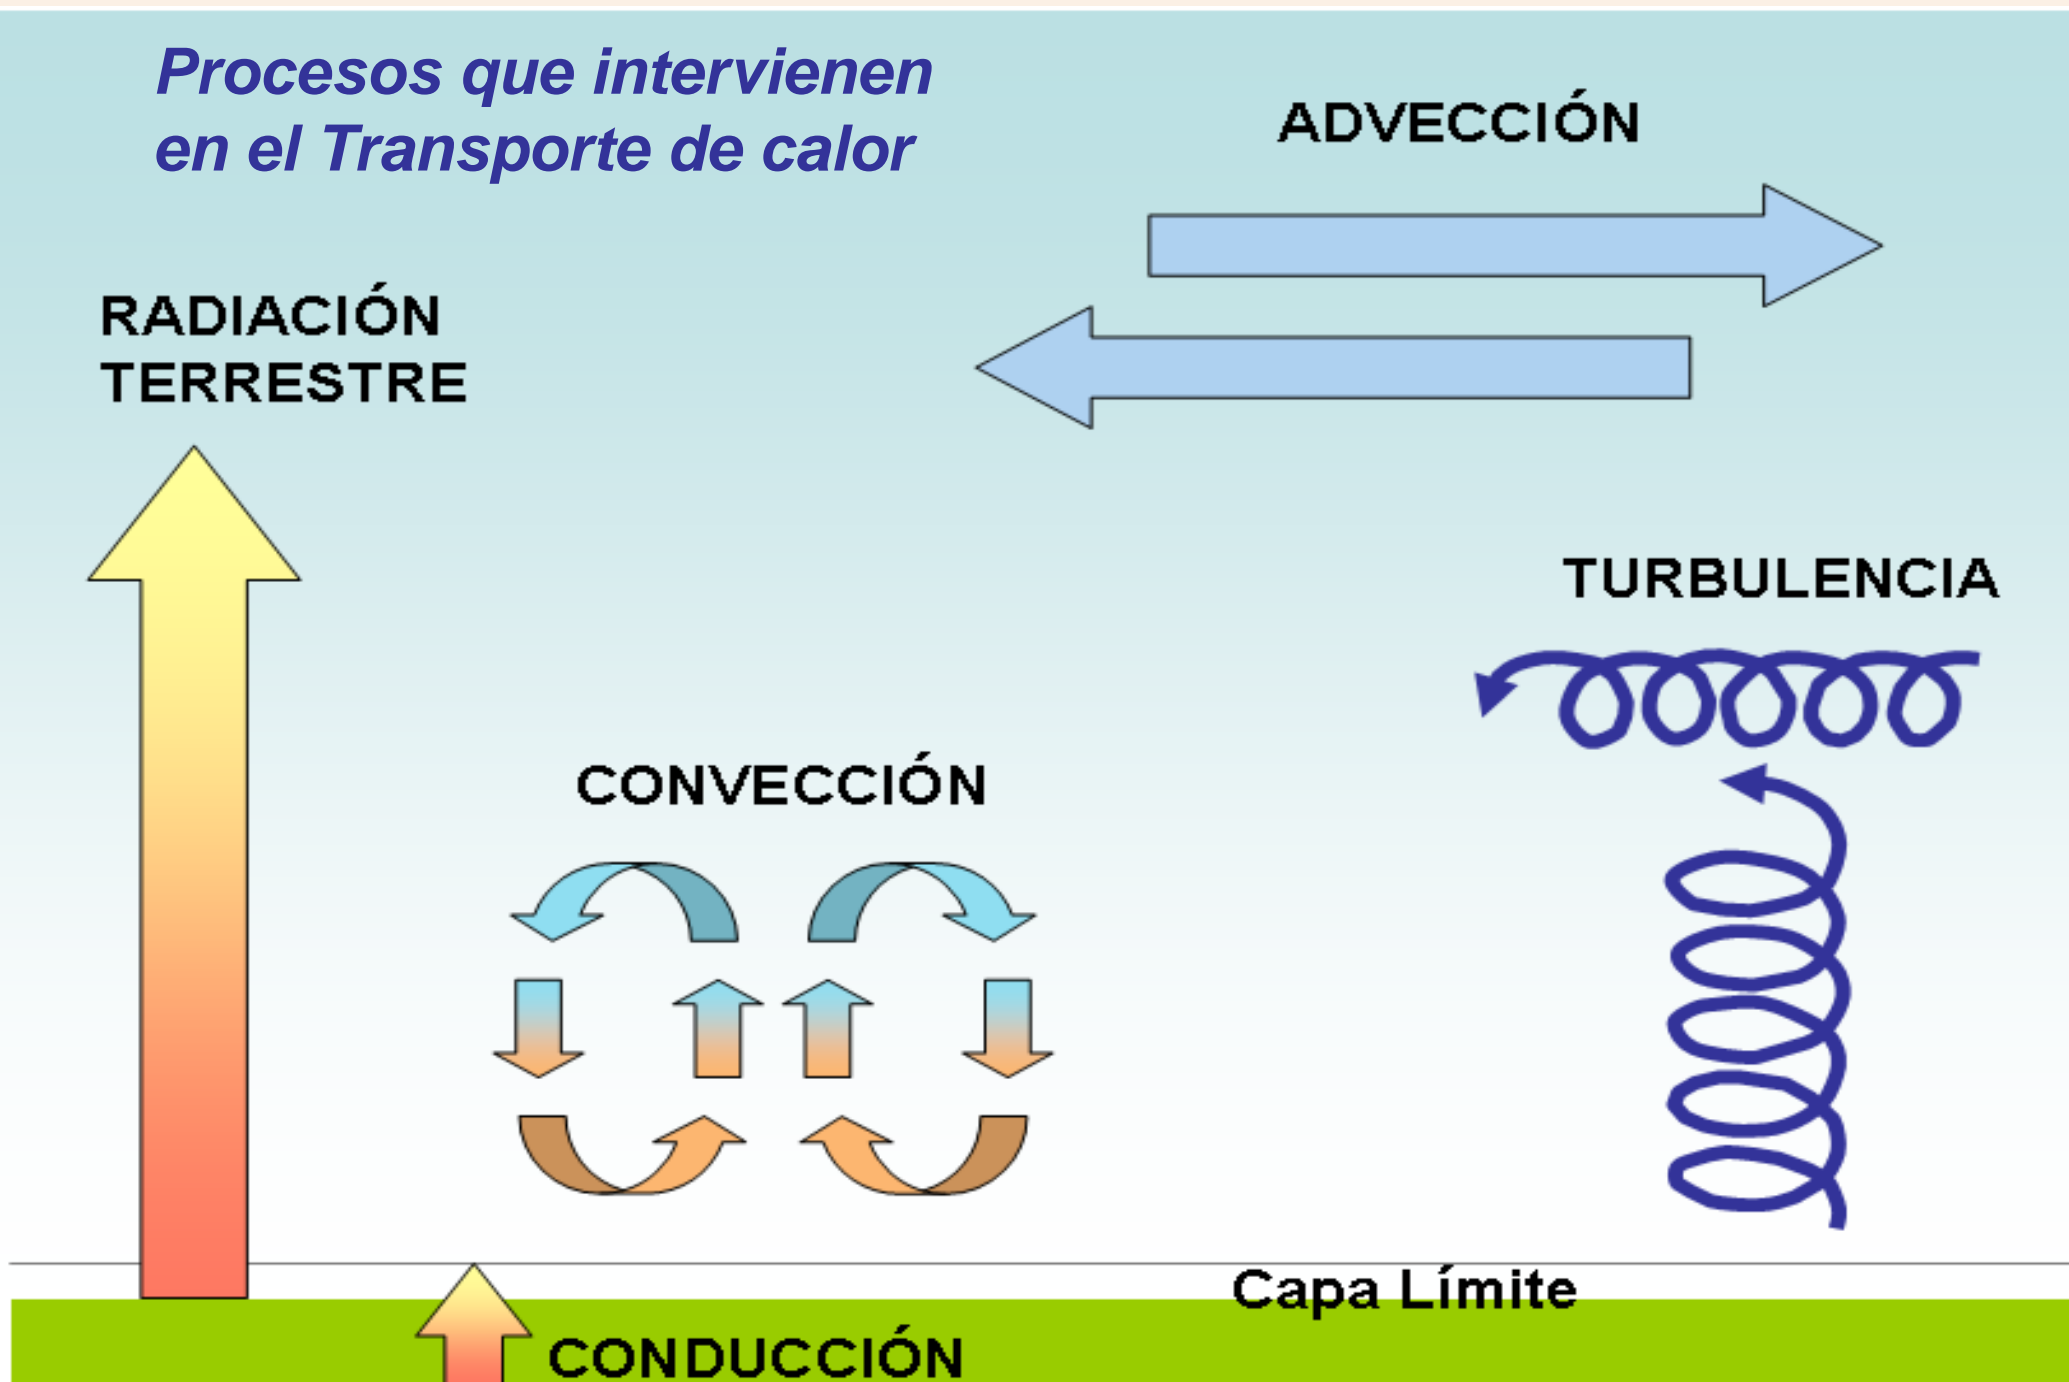 Procesos que intervienen
en el Transporte de calor
ADVECCIÓN
RADIACIÓN
TERRESTRE
TURBULENCIA
CONVECCIÓN
Capa Límite
CONDUCCIÓN